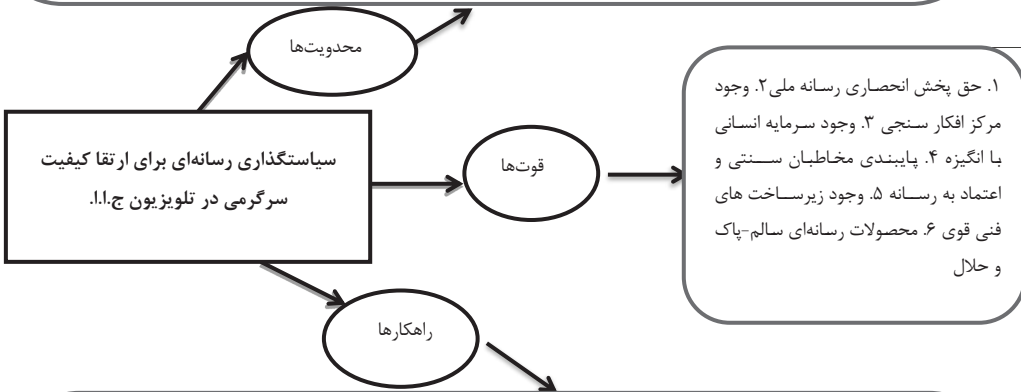 محدویت‌ها
۱. حق پخش انحصاری رسانه ملی۲. وجود
مرکز افکار سنجی ۳. وجود سرمایه انسانی
با انگیزه ۴. پایبندی مخاطبان سنتی و
اعتماد به رسانه ۵. وجود زیرساخت های
فنی قوی ۶. محصولات رسانه‌ای سالم-پاک
و حلال
قوت‌ها
سیاستگذاری رسانه‌ای برای ارتقا کیفیت
سرگرمی در تلویزیون ج.ا.ا.
راهکارها